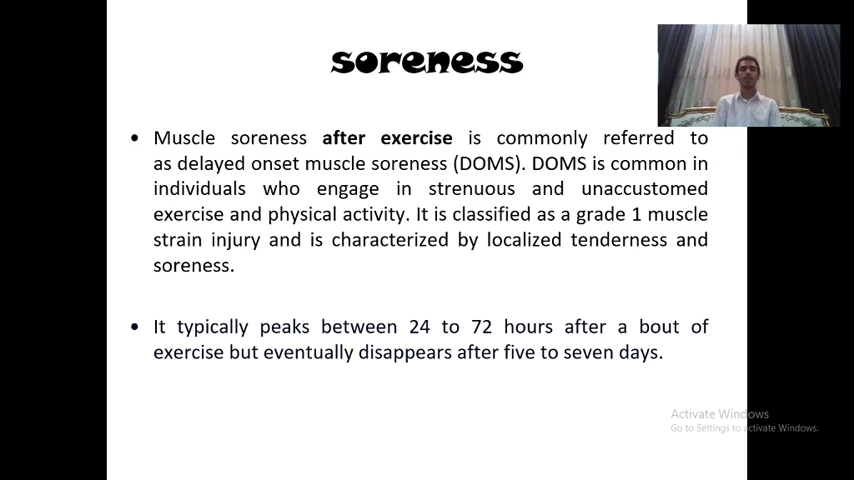 soreness
• Muscle soreness after exercise is commonly referred to
as delayed onset muscle soreness (DOMS). DOMS is common in
individuals who engage in strenuous and unaccustomed
exercise and physical activity. It is classified as a grade 1 muscle
strain injury and is characterized by localized tenderness and
soreness.
• It typically peaks between 24 to 72 hours after a bout of
exercise but eventually disappears after five to seven days.
Activate Windows
Go to Settings to activate Windows.